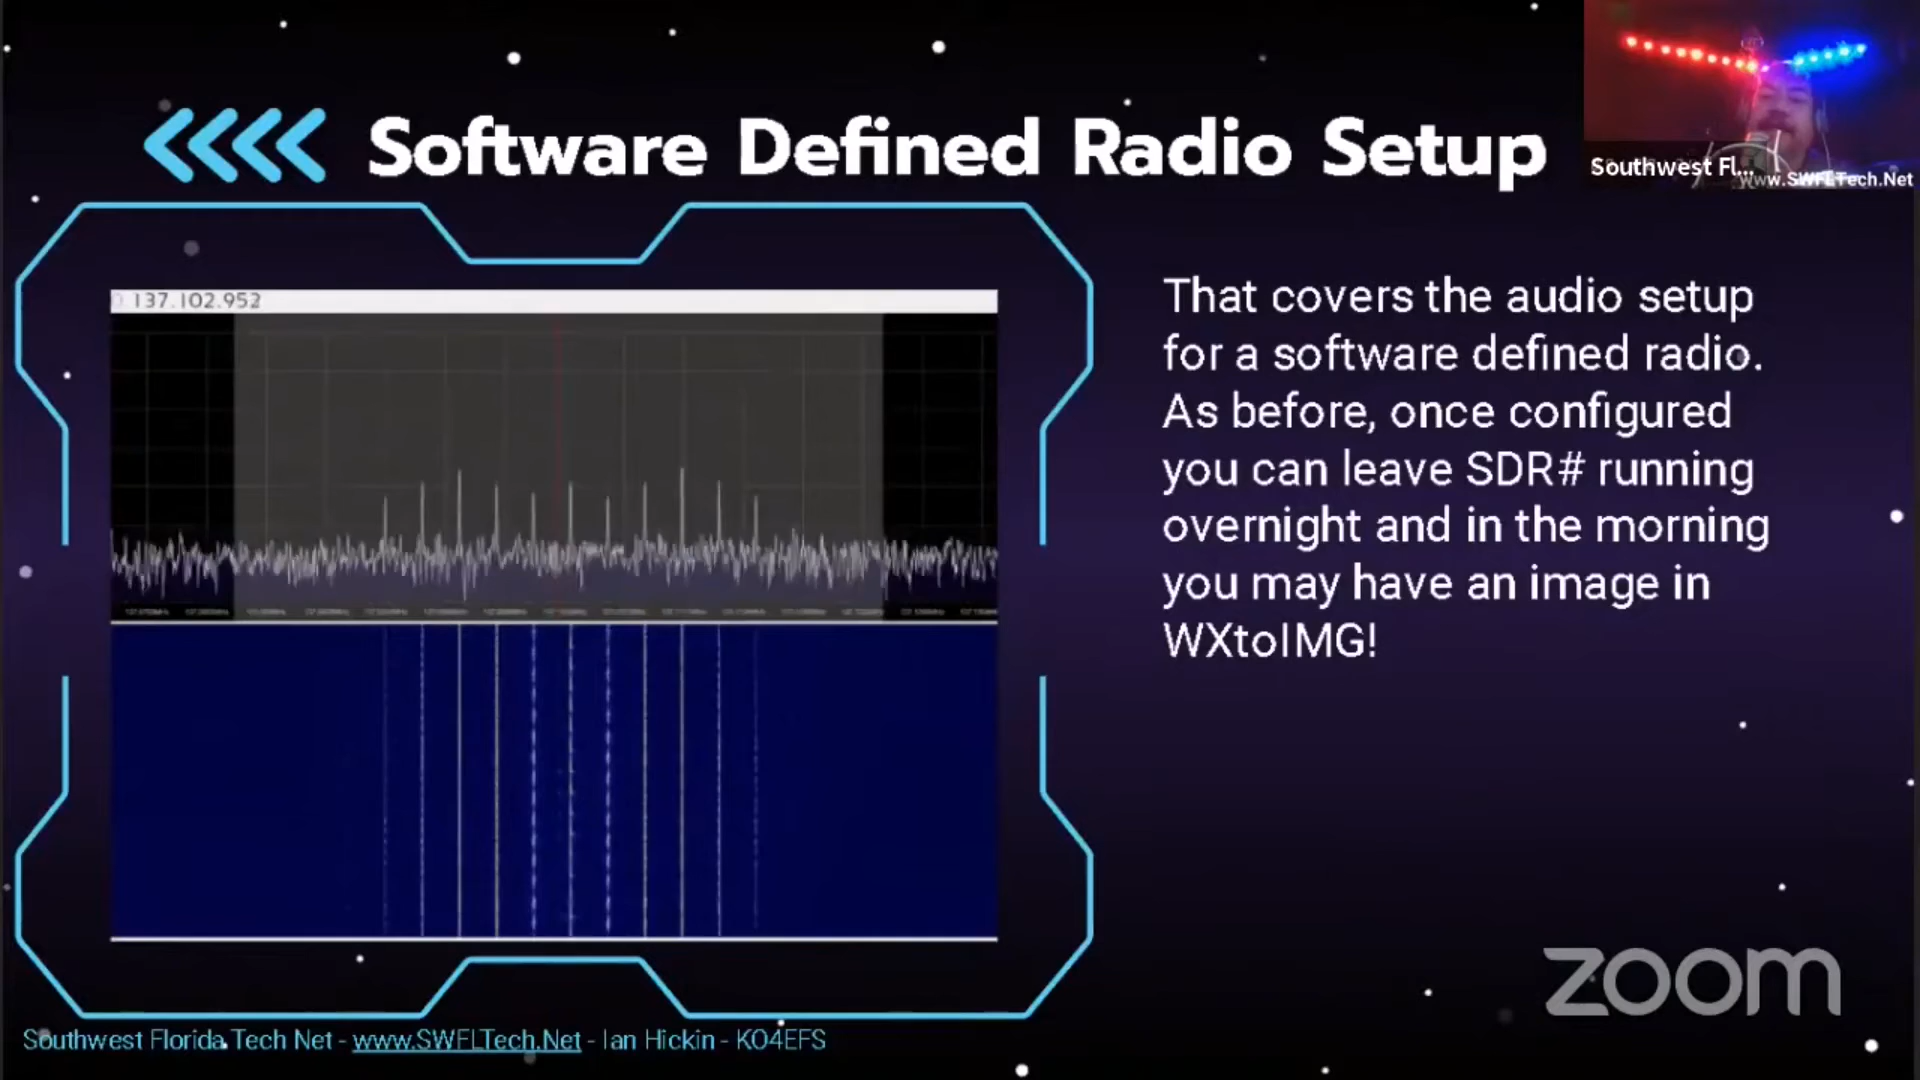 Software Defined Radio Setup
Southwest Fl...
www.SWFLTech.Net
137.102.952
That covers the audio setup
for a software defined radio.
As before, once configured
you can leave SDR# running
overnight and in the morning
you may have an image in
WXtoIMG!
zoom
Southwest Florida Tech Net - www.SWFLTech.Net - Ian Hickin - KO4EFS